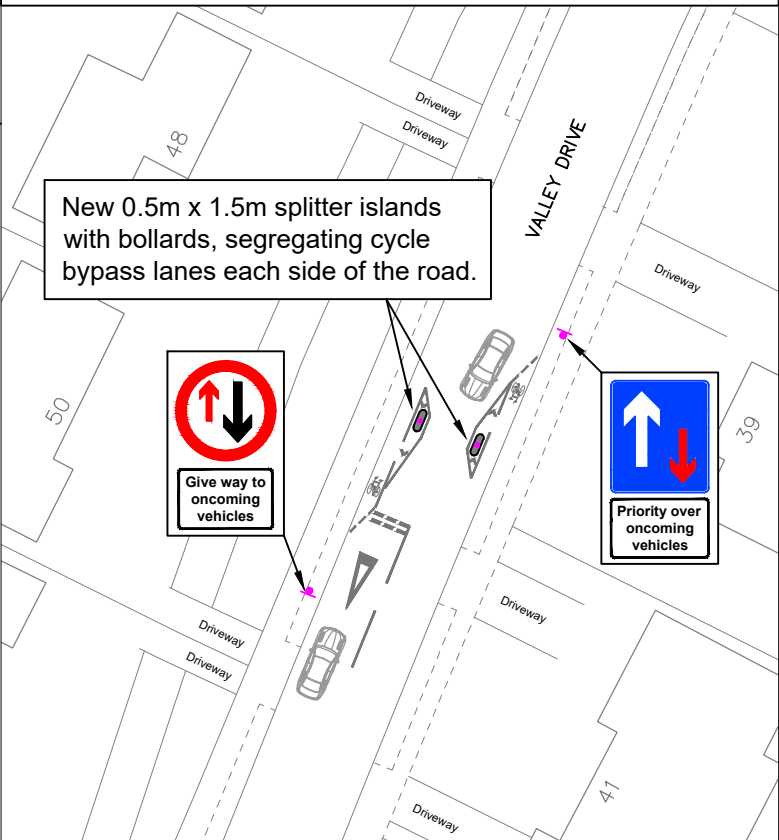 Driveway
Driveway
48
VALLEY DRIVE
New 0.5m x 1.5m splitter islands
with bollards, segregating cycle
bypass lanes each side of the road.
Driveway
50
Give way to
oncoming
vehicles
39
Priority over
oncoming
vehicles
Driveway
Driveway
Driveway
41
Driveway